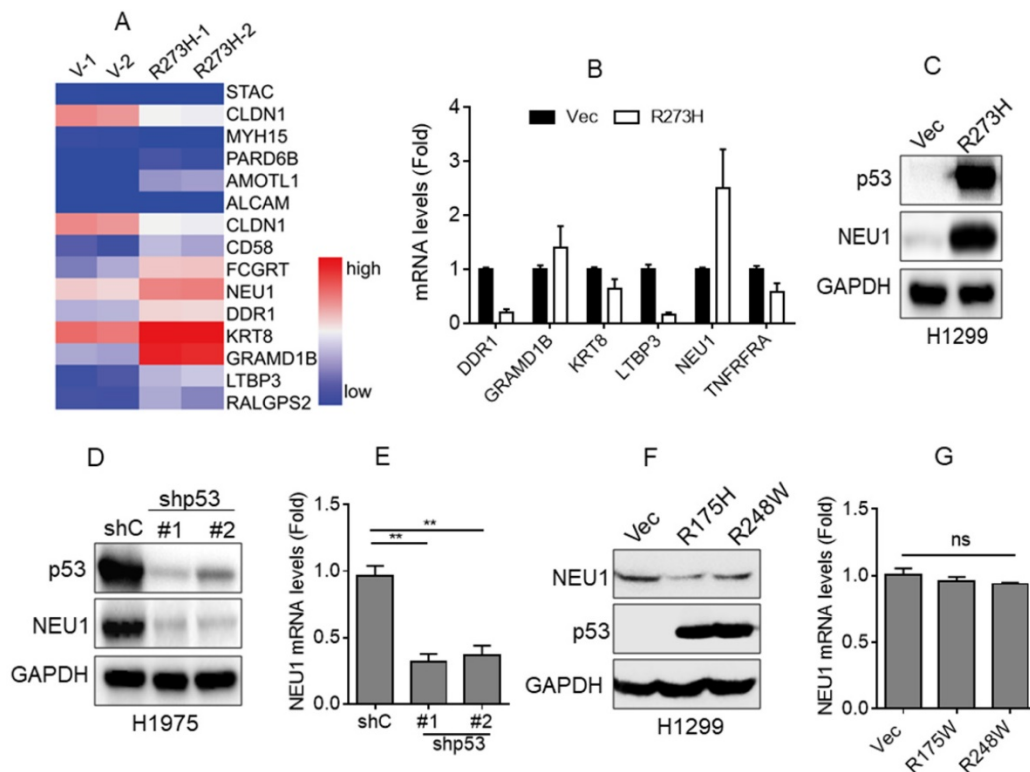 A
V-1 V-2 R273H-1 R273H-2
STAC
CLDN1
MYH15
PARD6B
AMOTL1
ALCAM
CLDN1
CD58
FCGRT
NEU1
DDR1
KRT8
GRAMD1B
LTBP3
RALGPS2
high
low
B
mRNA levels (Fold)
4
3
2
1
0
Vec R273H
DDR1 GRAMD1B KRT8 LTBP3 NEU1 TNFRFRA
C
Vec R273H
p53
NEU1
GAPDH
H1299
D
shp53
shC #1 #2
p53
NEU1
GAPDH
H1975
E
NEU1 mRNA levels (Fold)
1.5
1.0
0.5
0.0
**
**
shC #1 #2
shp53
F
Vec R175H R248W
NEU1
p53
GAPDH
H1299
G
NEU1 mRNA levels (Fold)
1.5
1.0
0.5
0.0
ns
Vec R175W R248W